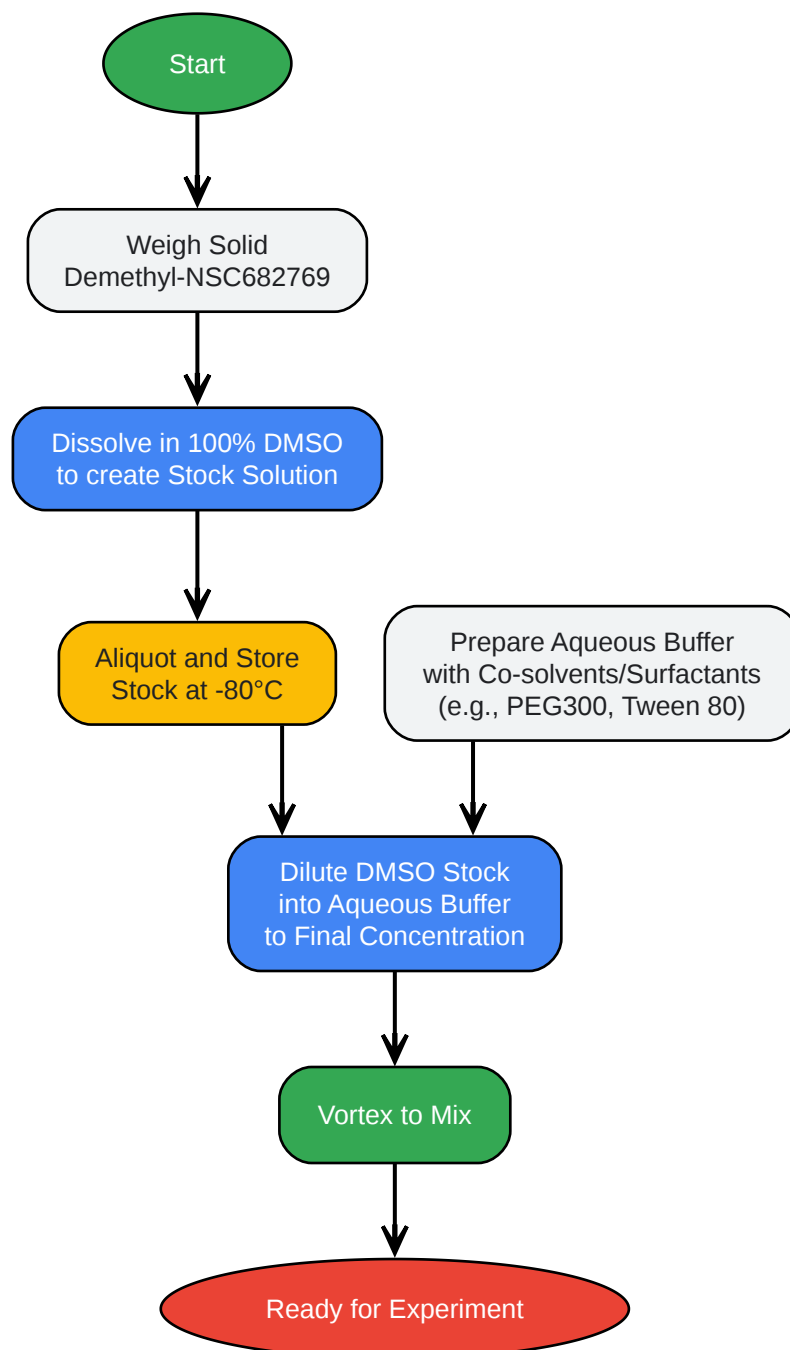 Start
Weigh Solid
Demethyl-NSC682769
Dissolve in 100% DMSO
to create Stock Solution
Aliquot and Store
Stock at -80°C
Prepare Aqueous Buffer
with Co-solvents/Surfactants
(e.g., PEG300, Tween 80)
Dilute DMSO Stock
into Aqueous Buffer
to Final Concentration
Vortex to Mix
Ready for Experiment